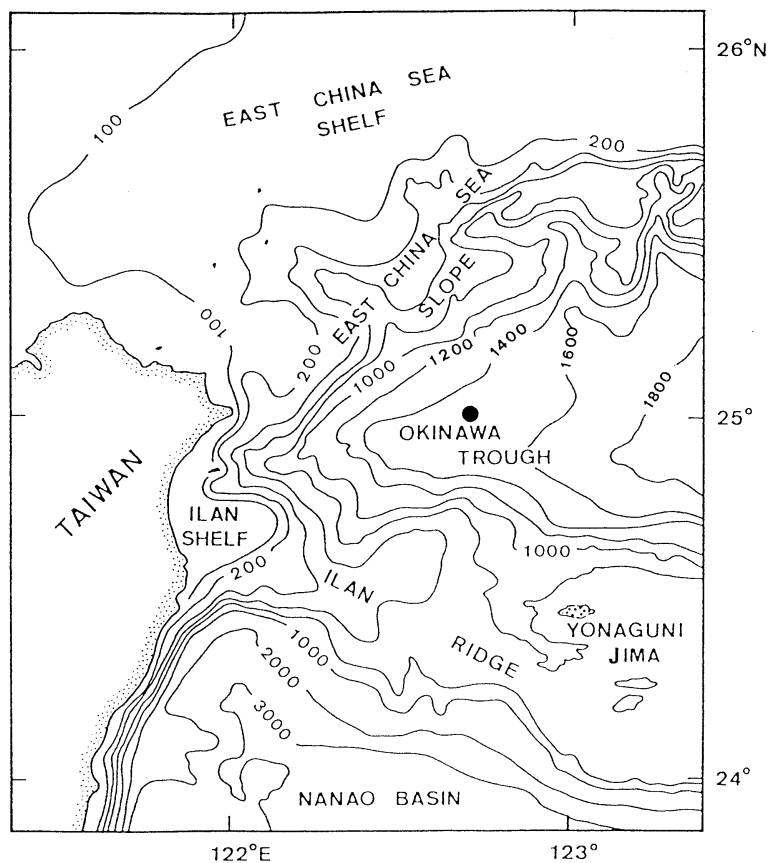 26°N
EAST CHINA SEA
SHELF
100
200
EAST CHINA SEA
SLOPE
100
200
1000
1200
1400
1600
1800
25°
OKINAWA
TROUGH
TAIWAN
ILAN
SHELF
200
1000
ILAN
RIDGE
YONAGUNI
JIMA
1000
2000
3000
24°
NANAO BASIN
122°E
123°